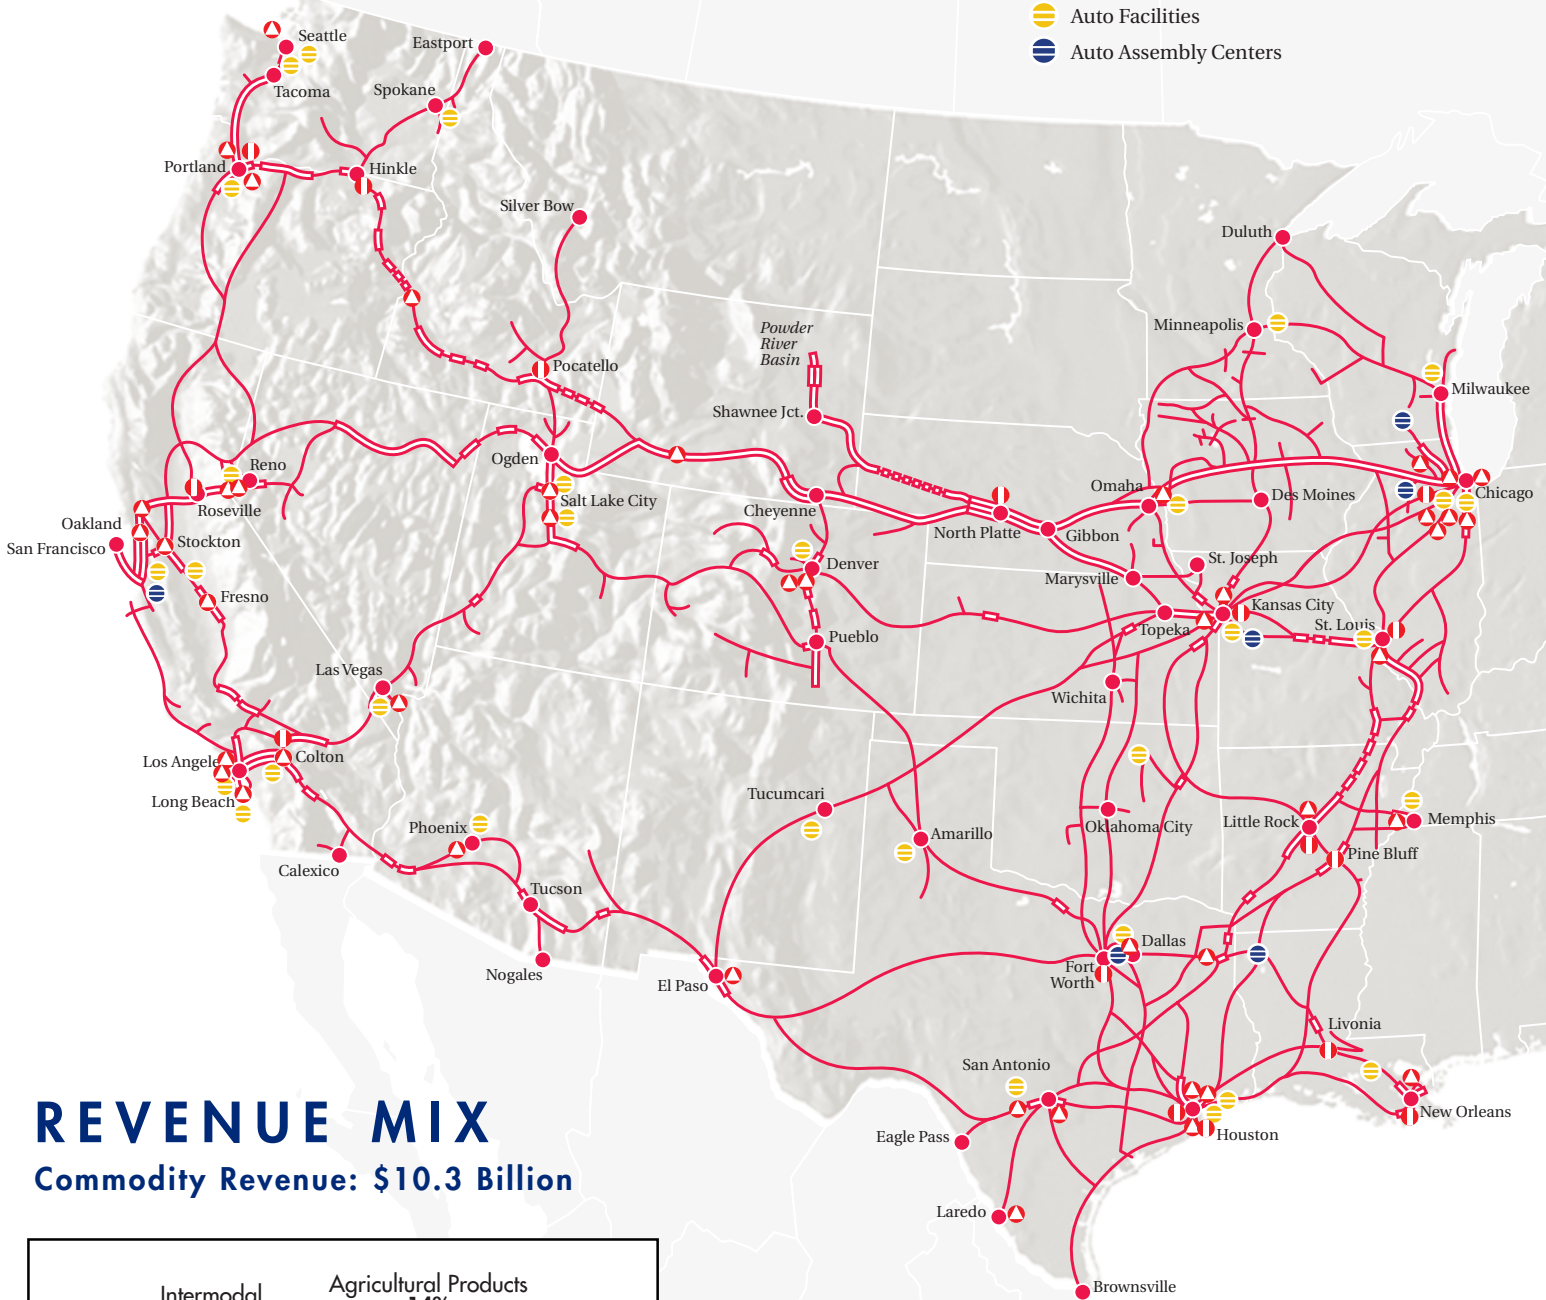 Auto Facilities
Auto Assembly Centers
Seattle
Eastport
Tacoma
Spokane
Portland
Hinkle
Silver Bow
Duluth
Powder
River
Basin
Minneapolis
Pocatello
Milwaukee
Shawnee Jct.
Reno
Ogden
Omaha
Des Moines
Chicago
Salt Lake City
Roseville
Cheyenne
Oakland
North Platte
Gibbon
Stockton
San Francisco
St. Joseph
Denver
Marysville
Fresno
Kansas City
St. Louis
Topeka
Pueblo
Las Vegas
Wichita
Colton
Los Angele
Long Beach
Tucumcari
Phoenix
Amarillo
Oklahoma City
Little Rock
Memphis
Pine Bluff
Calexico
Tucson
Dallas
Nogales
Fort
Worth
El Paso
Livonia
San Antonio
REVENUE MIX
Commodity Revenue: $10.3 Billion
New Orleans
Eagle Pass
Houston
Laredo
Brownsville
Agricultural Products
Intermodal
14%